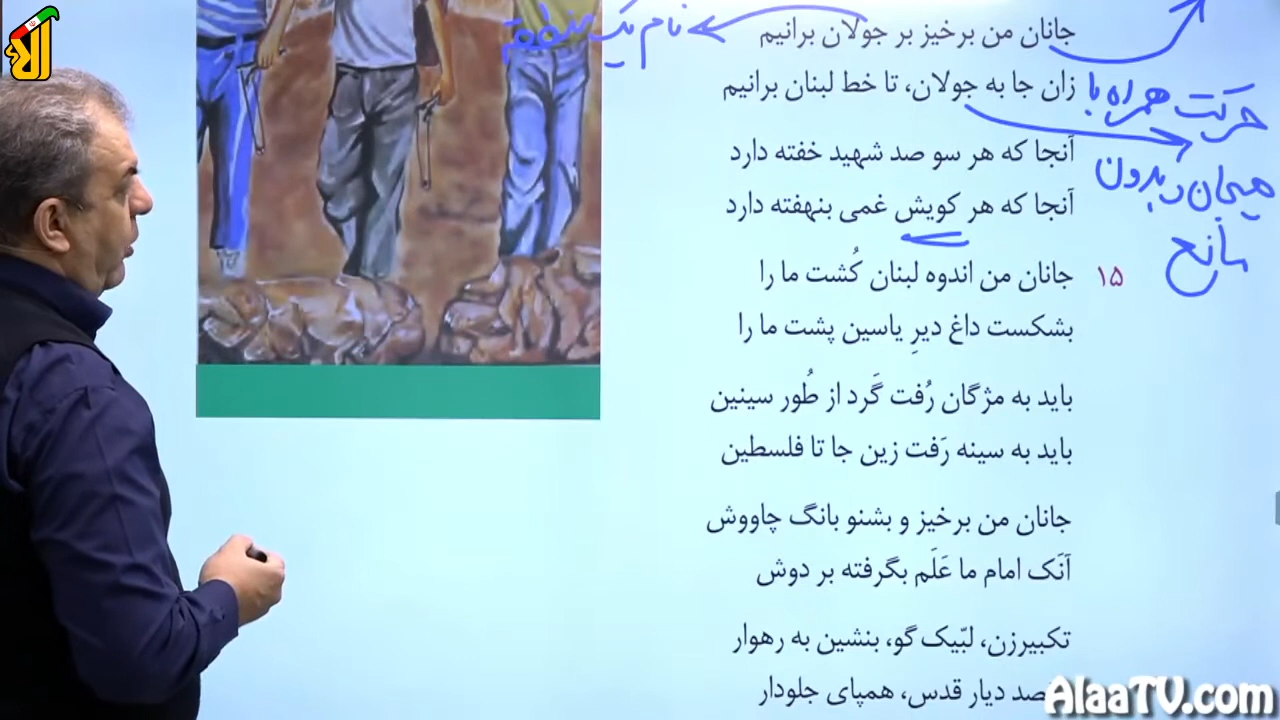 جانان من برخیز بر جولان برانیم
نام یک منطقه
زان جا به جولان، تا خط لبنان برانیم
حرکت همراه با
هیجان و بدون
مانع
آنجا که هر سو صد شهید خفته دارد
آنجا که هر کویش غمی بنهفته دارد
۱۵
جانان من اندوه لبنان کُشت ما را
بشکست داغ دیرِ یاسین پشت ما را
باید به مژگان رُفت گَرد از طُور سینین
باید به سینه رَفت زین جا تا فلسطین
جانان من برخیز و بشنو بانگ چاووش
آنَک امام ما عَلَم بگرفته بر دوش
تکبیرزن، لبّیک گو، بنشین به رهوار
صد دیار قدس، همپای جلودار
AlaaTV.com
آلاء